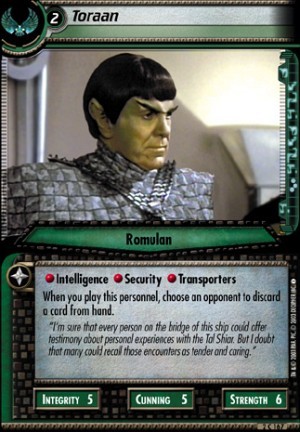 2 Toraan
Romulan
Intelligence Security Transporters
When you play this personnel, choose an opponent to discard
a card from hand.
"I'm sure that every person on the bridge of this ship could offer
testimony about personal experiences with the Tal Shiar. But I doubt
that many could recall those encounters as tender and caring."
INTEGRITY 5 CUNNING 5 STRENGTH 6